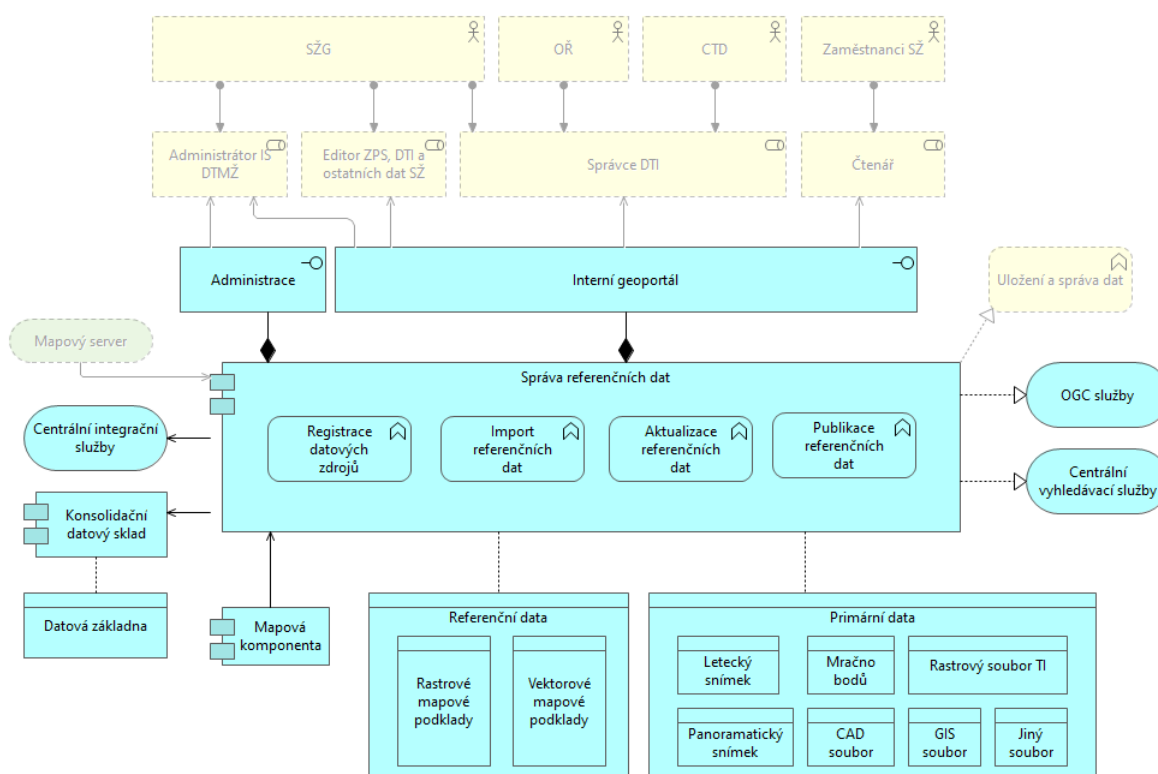 SŽG
OŘ
CTD
Zaměstnanci SŽ
Administrátor IS
DTMŽ
Editor ZPS, DTI a
ostatních dat SŽ
Správce DTI
Čtenář
Administrace
Interní geoportál
Uložení a správa dat
Mapový server
Správa referenčních dat
OGC služby
Centrální integrační
služby
Registrace
datových
zdrojů
Import
referenčních
dat
Aktualizace
referenčních
dat
Publikace
referenčních
dat
Centrální
vyhledávací služby
Konsolidační
datový sklad
Datová základna
Mapová
komponenta
Referenční data
Rastrové
mapové
podklady
Vektorové
mapové
podklady
Primární data
Letecký
snímek
Mračno
bodů
Rastrový soubor TI
Panoramatický
snímek
CAD
soubor
GIS
soubor
Jiný
soubor